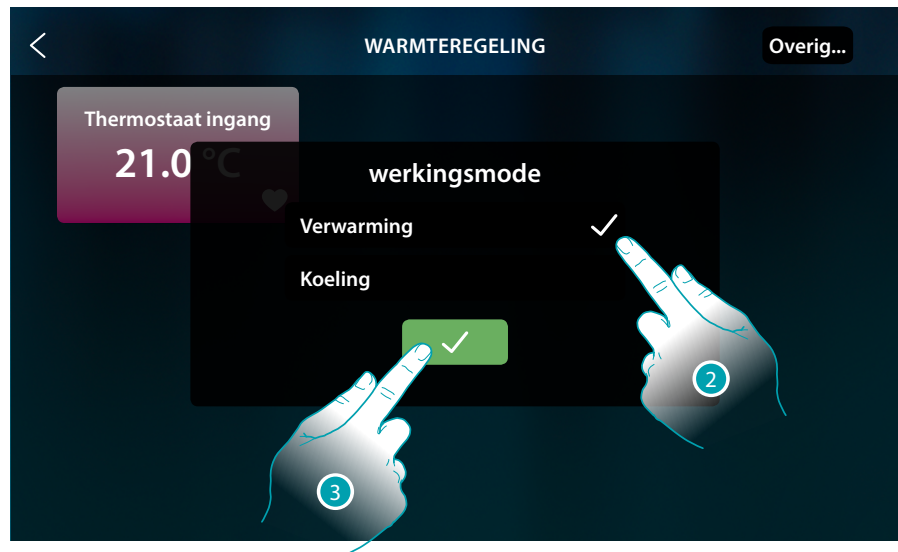 WARMTEREGELING
Overig...
Thermostaat ingang
21.0 °C
werkingsmode
Verwarming
Koeling
2
3